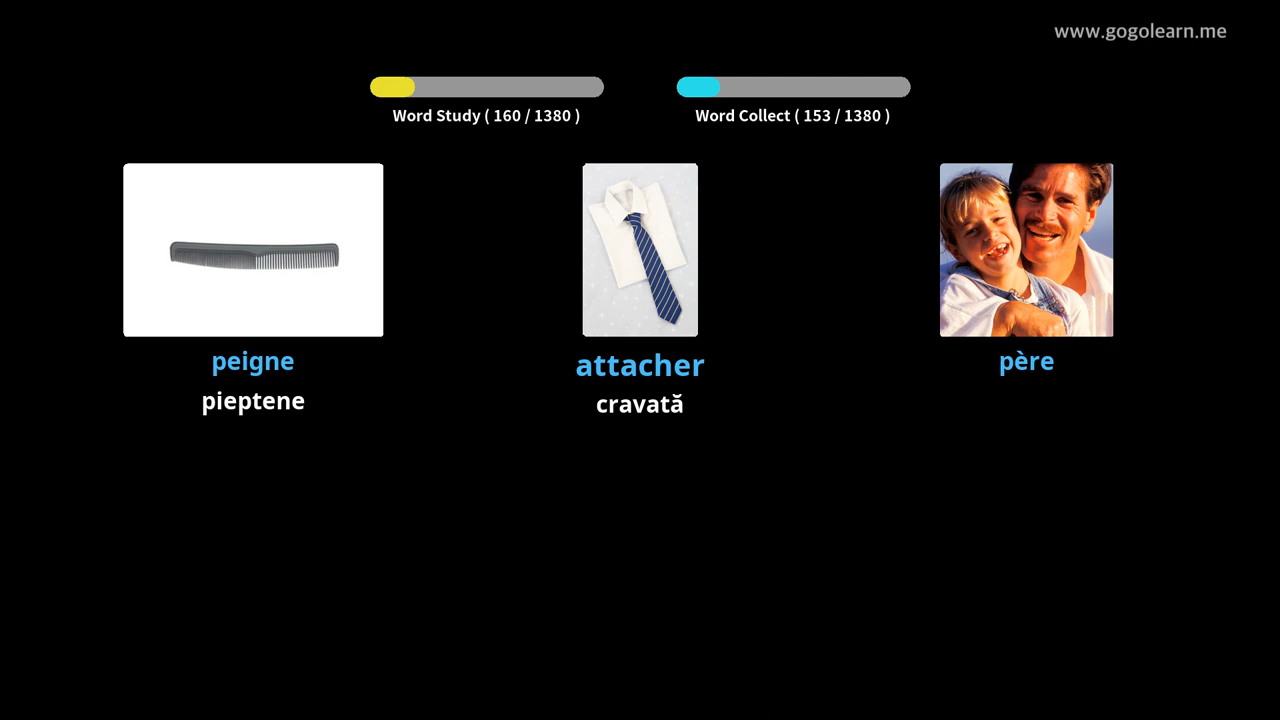 www.gogolearn.me
Word Study ( 160 / 1380 )
Word Collect ( 153 / 1380 )
peigne
pieptene
attacher
cravată
père